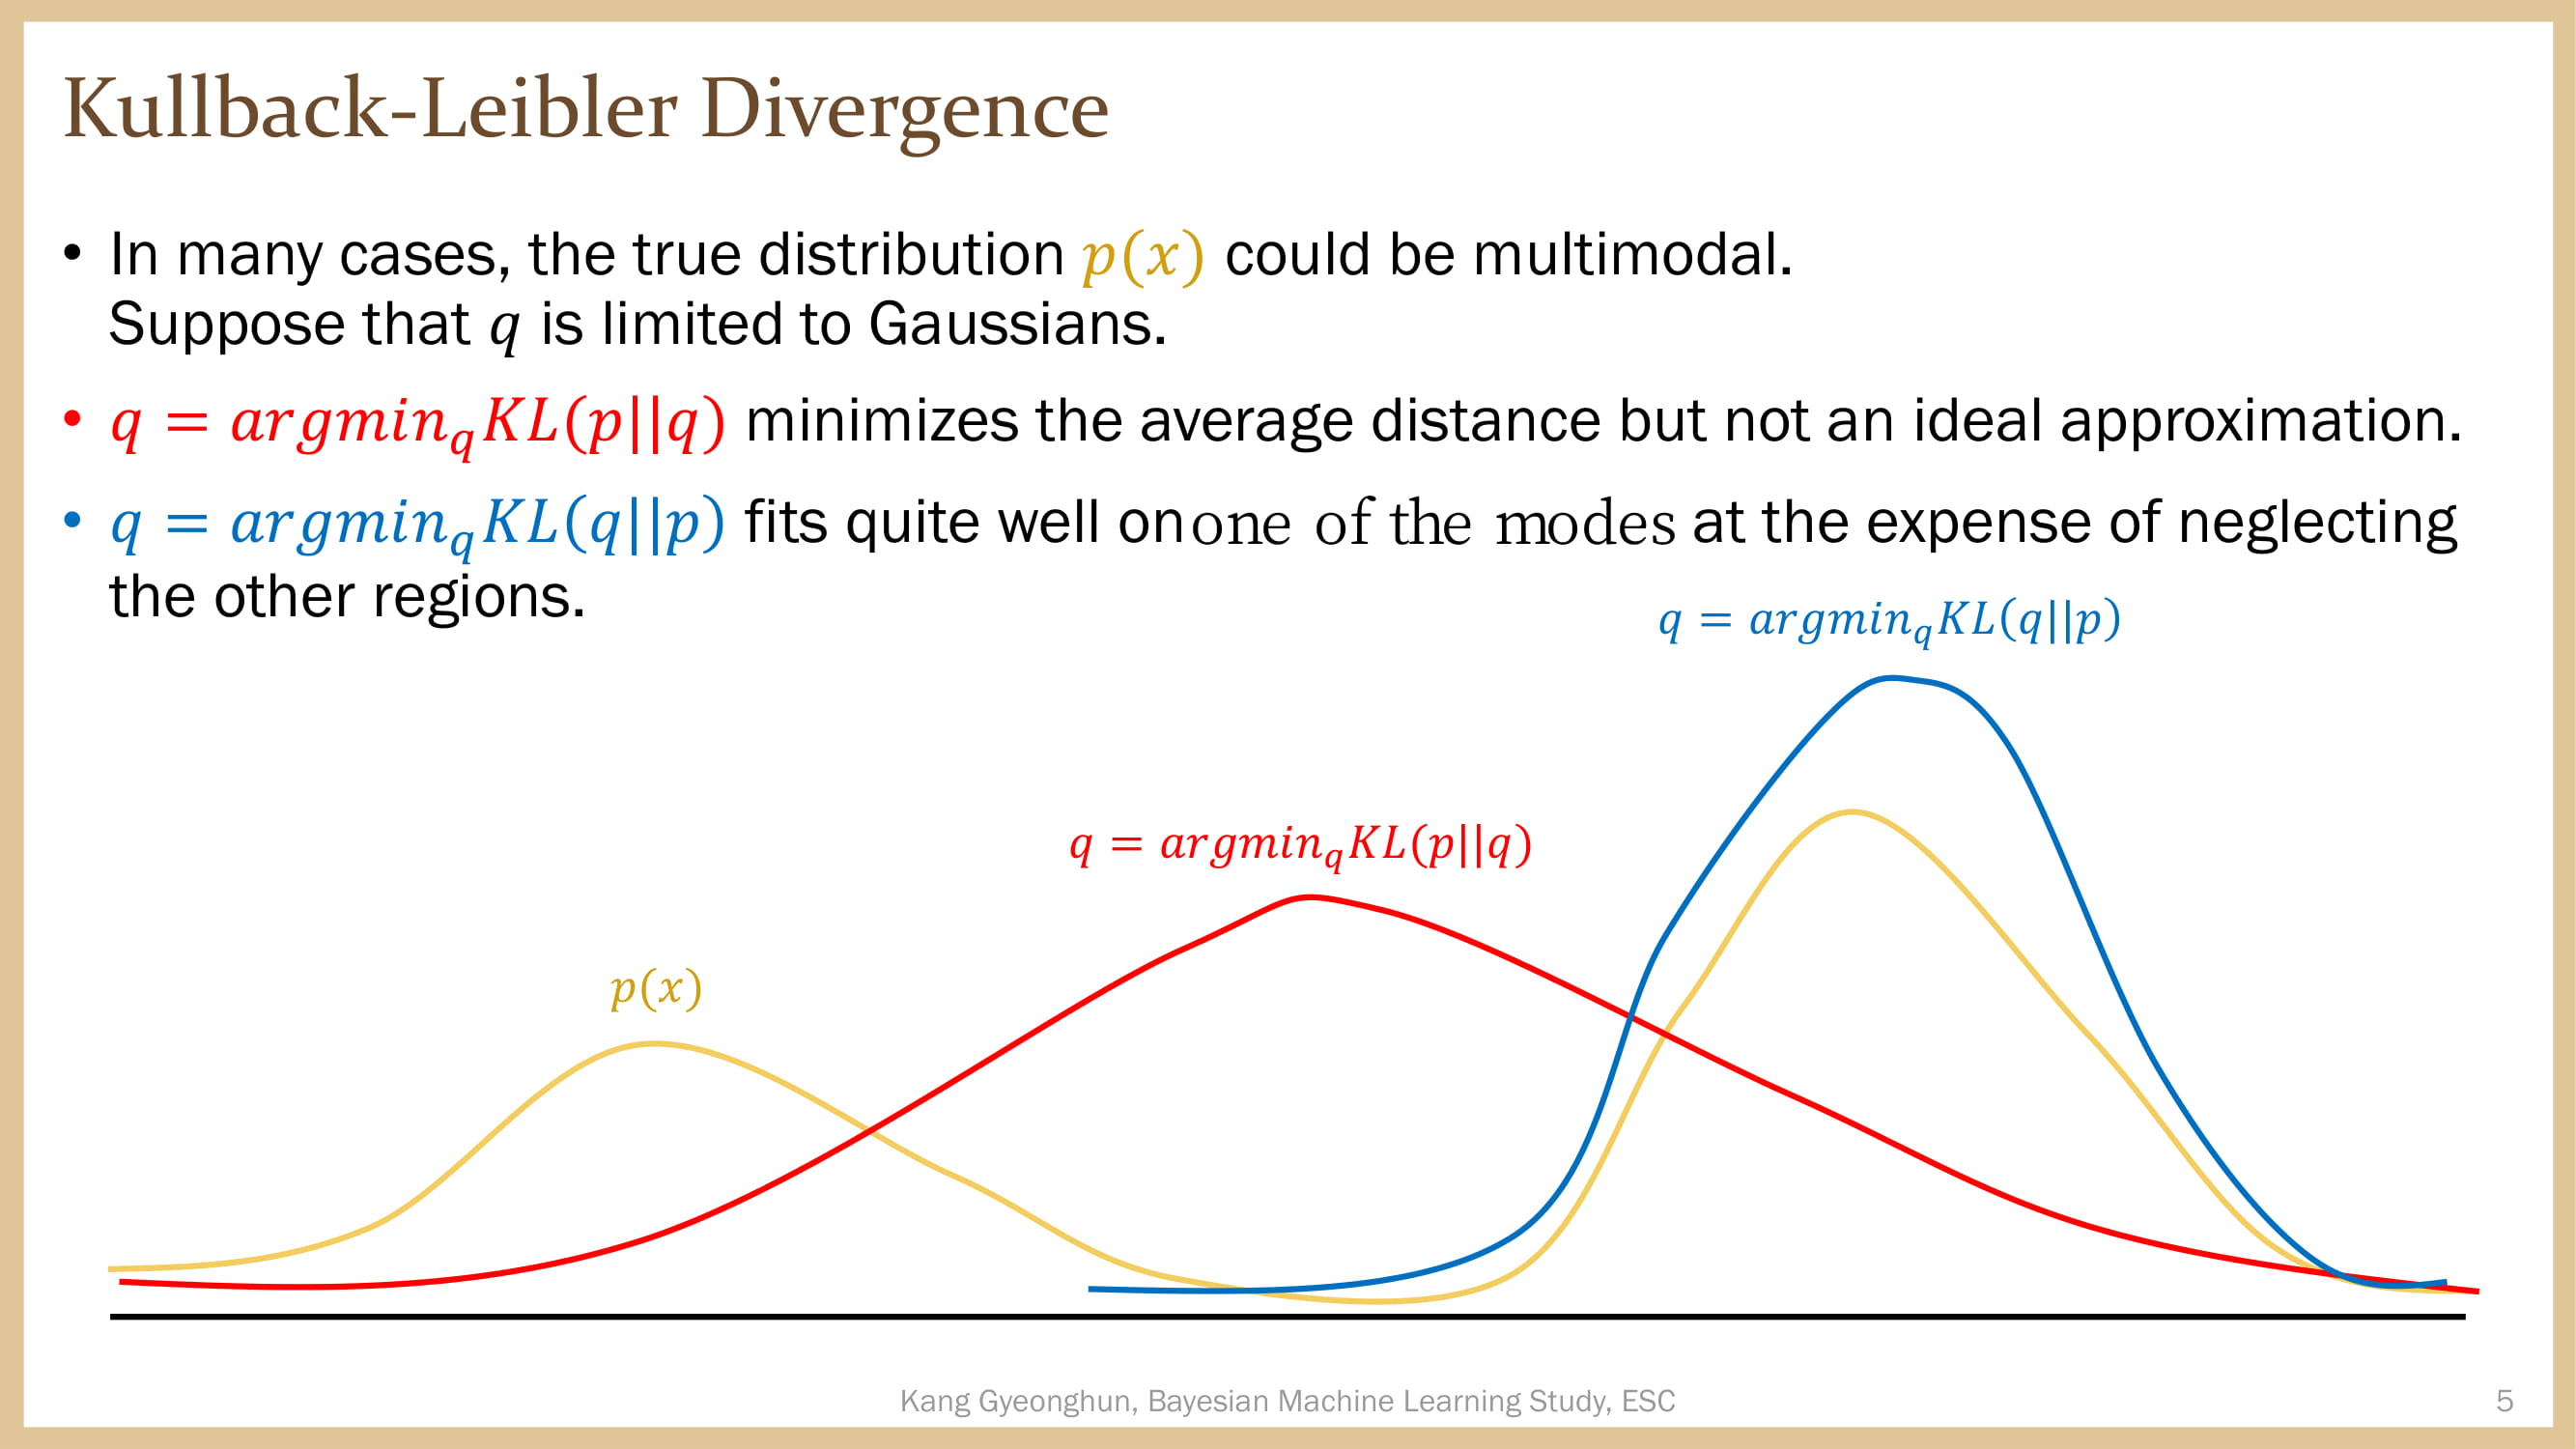 Kullback-Leibler Divergence
• In many cases, the true distribution p(x) could be multimodal.
Suppose that q is limited to Gaussians.
• q = argmin_q KL(p||q) minimizes the average distance but not an ideal approximation.
• q = argmin_q KL(q||p) fits quite well on one of the modes at the expense of neglecting
the other regions.
q = argmin_q KL(q||p)
q = argmin_q KL(p||q)
p(x)
Kang Gyeonghun, Bayesian Machine Learning Study, ESC
5